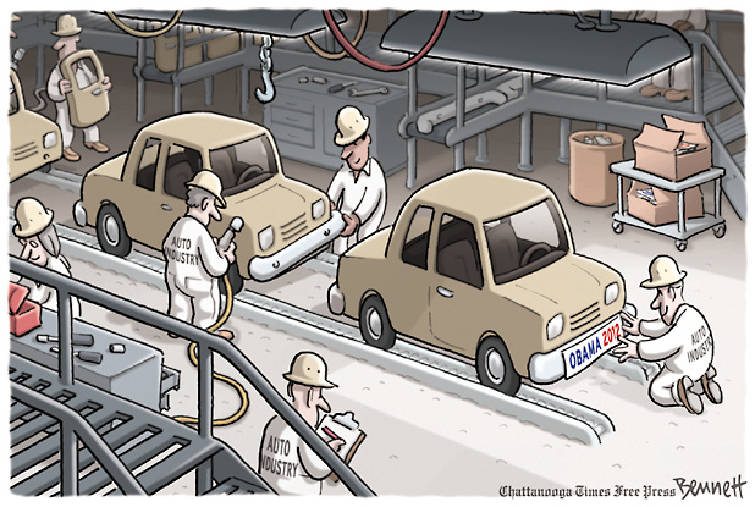 AUTO
INDUSTRY
OBAMA 2012
AUTO
INDUSTRY
AUTO
INDUSTRY
Chattanooga Times Free Press Bennett